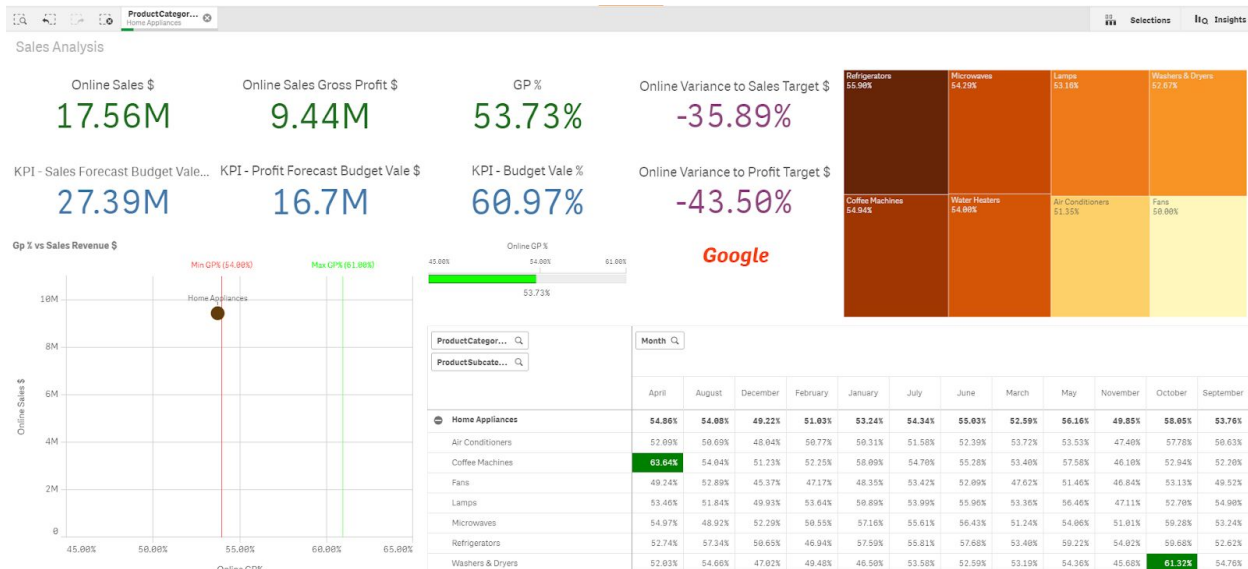 ProductCategor...
Home Appliances
Selections
Insights
Sales Analysis
Online Sales $
17.56M
Online Sales Gross Profit $
9.44M
GP %
53.73%
Online Variance to Sales Target $
-35.89%
KPI - Sales Forecast Budget Vale...
27.39M
KPI - Profit Forecast Budget Vale $
16.7M
KPI - Budget Vale %
60.97%
Online Variance to Profit Target $
-43.50%
Refrigerators
55.90%
Microwaves
54.29%
Lamps
53.16%
Washers & Dryers
52.67%
Coffee Machines
54.94%
Water Heaters
54.00%
Air Conditioners
51.35%
Fans
50.00%
Gp % vs Sales Revenue $
Min GP% (54.00%)
Max GP% (61.00%)
Home Appliances
10M
8M
6M
4M
2M
0
Online Sales $
45.00% 50.00% 55.00% 60.00% 65.00%
Online GP%
Online GP %
45.00% 54.00% 61.00%
53.73%
Google
ProductCategor...
ProductSubcate...
Month
April August December February January July June March May November October September
Home Appliances 54.86% 54.08% 49.22% 51.03% 53.24% 54.34% 55.03% 52.59% 56.16% 49.85% 58.05% 53.76%
Air Conditioners 52.09% 50.69% 48.04% 50.77% 50.31% 51.58% 52.39% 53.72% 53.53% 47.40% 57.78% 50.63%
Coffee Machines 63.64% 54.04% 51.23% 52.25% 58.09% 54.70% 55.28% 53.40% 57.58% 46.10% 52.94% 52.20%
Fans 49.24% 52.89% 45.37% 47.17% 48.35% 53.42% 52.09% 47.62% 51.46% 46.84% 53.13% 49.52%
Lamps 53.46% 51.84% 49.93% 53.64% 50.89% 53.99% 55.96% 53.36% 56.46% 47.11% 52.70% 54.90%
Microwaves 54.97% 48.92% 52.29% 50.55% 57.16% 55.61% 56.43% 51.24% 54.06% 51.01% 59.28% 53.24%
Refrigerators 52.74% 57.34% 50.65% 46.94% 57.59% 55.81% 57.68% 53.40% 59.22% 54.02% 59.68% 52.62%
Washers & Dryers 52.03% 54.66% 47.02% 49.48% 46.50% 53.58% 52.59% 53.19% 54.36% 45.68% 61.32% 54.76%